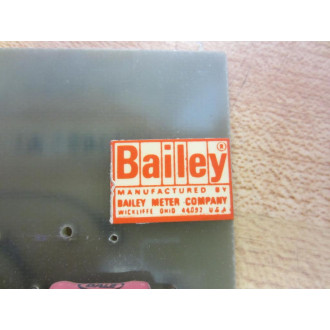 Bailey®
MANUFACTURED BY
BAILEY METER COMPANY
WICKLIFFE OHIO 44092 U.S.A.